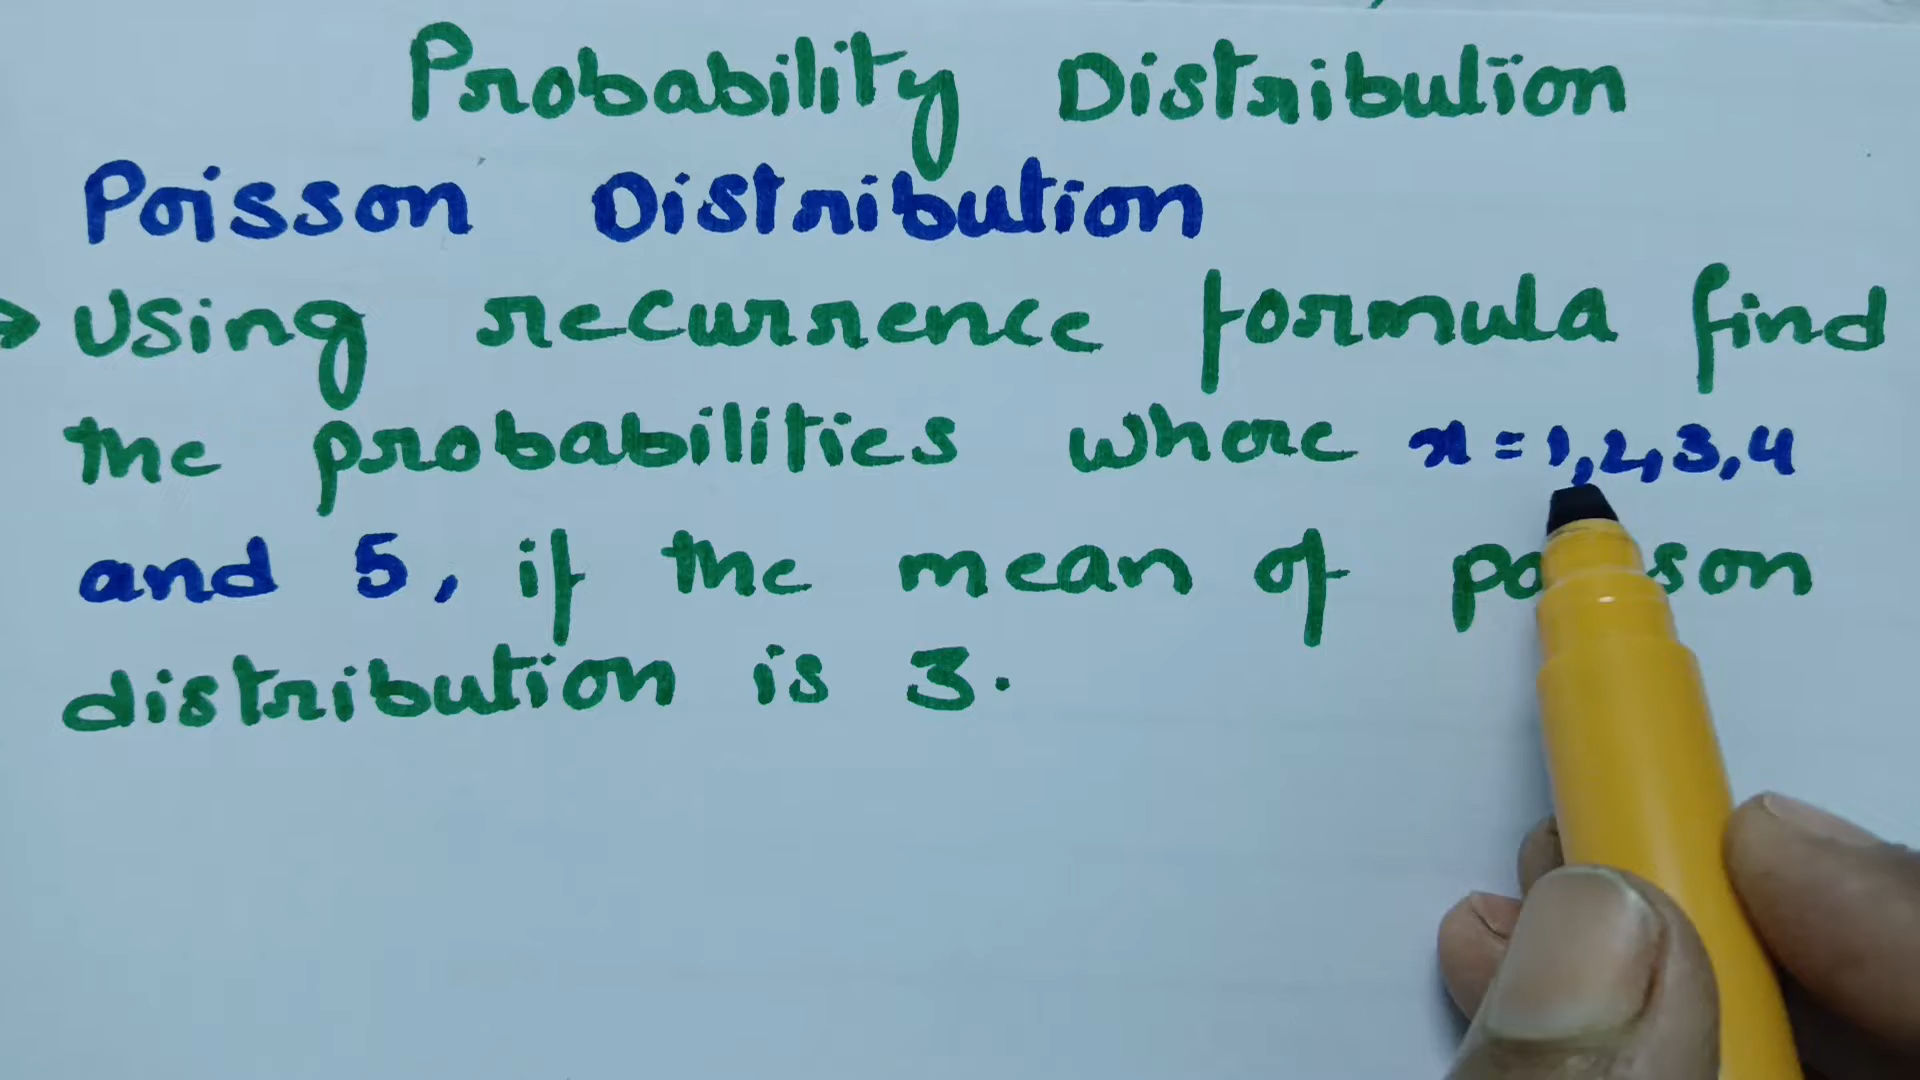 Probability Distribution
Poisson Distribution
→ Using recurrence formula find
the probabilities where x = 1, 2, 3, 4
and 5, if the mean of
distribution is 3.